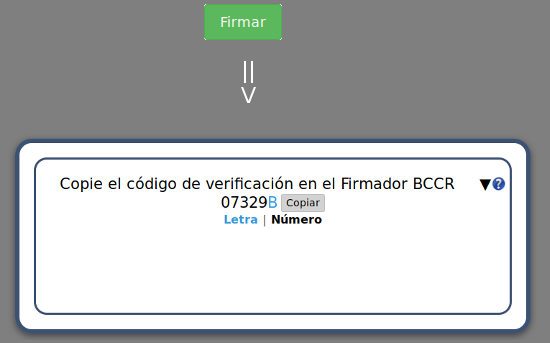 Firmar
Copie el código de verificación en el Firmador BCCR ▼?
07329B Copiar
Letra | Número